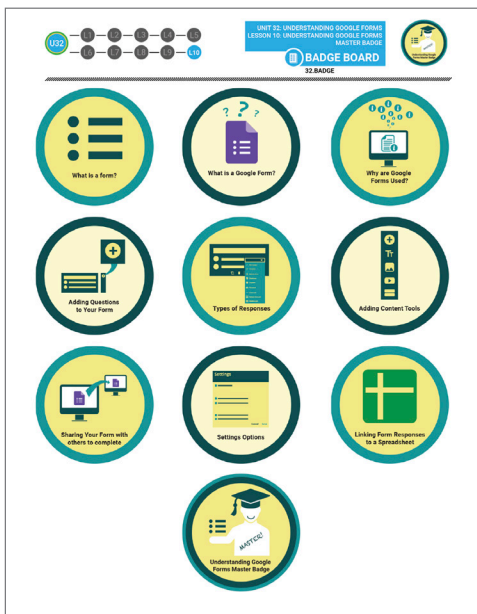 U32
L1
L2
L3
L4
L5
L6
L7
L8
L9
L10
UNIT 32: UNDERSTANDING GOOGLE FORMS
LESSON 10: UNDERSTANDING GOOGLE FORMS
MASTER BADGE
BADGE BOARD
32.BADGE
What is a form?
? ? ?
What is a Google Form?
Why are Google
Forms Used?
Adding Questions
to Your Form
Types of Responses
Tт
Adding Content Tools
Sharing Your Form with
others to complete
Settings
Settings Options
Linking Form Responses
to a Spreadsheet
MASTER!
Understanding Google
Forms Master Badge